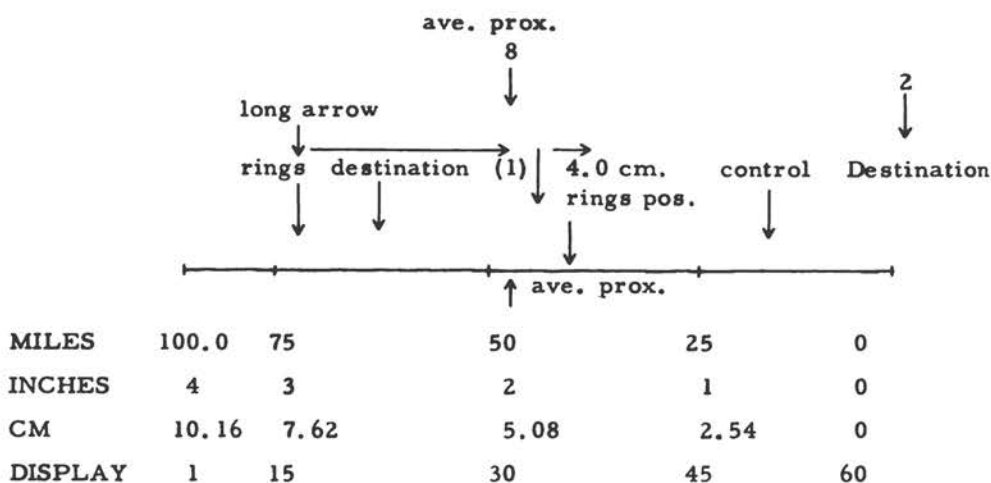 ave. prox.
8
2
long arrow
rings destination (1) 4.0 cm. control Destination
rings pos.
ave. prox.
MILES 100.0 75 50 25 0
INCHES 4 3 2 1 0
CM 10.16 7.62 5.08 2.54 0
DISPLAY 1 15 30 45 60